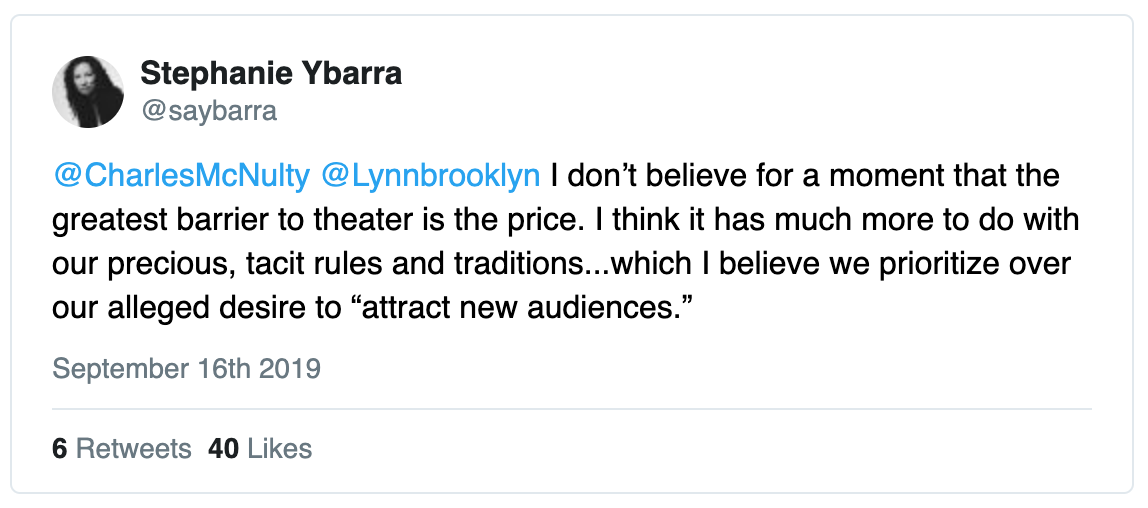 Stephanie Ybarra
@saybarra
@CharlesMcNulty @Lynnbrooklyn I don’t believe for a moment that the
greatest barrier to theater is the price. I think it has much more to do with
our precious, tacit rules and traditions...which I believe we prioritize over
our alleged desire to “attract new audiences.”
September 16th 2019
6 Retweets 40 Likes